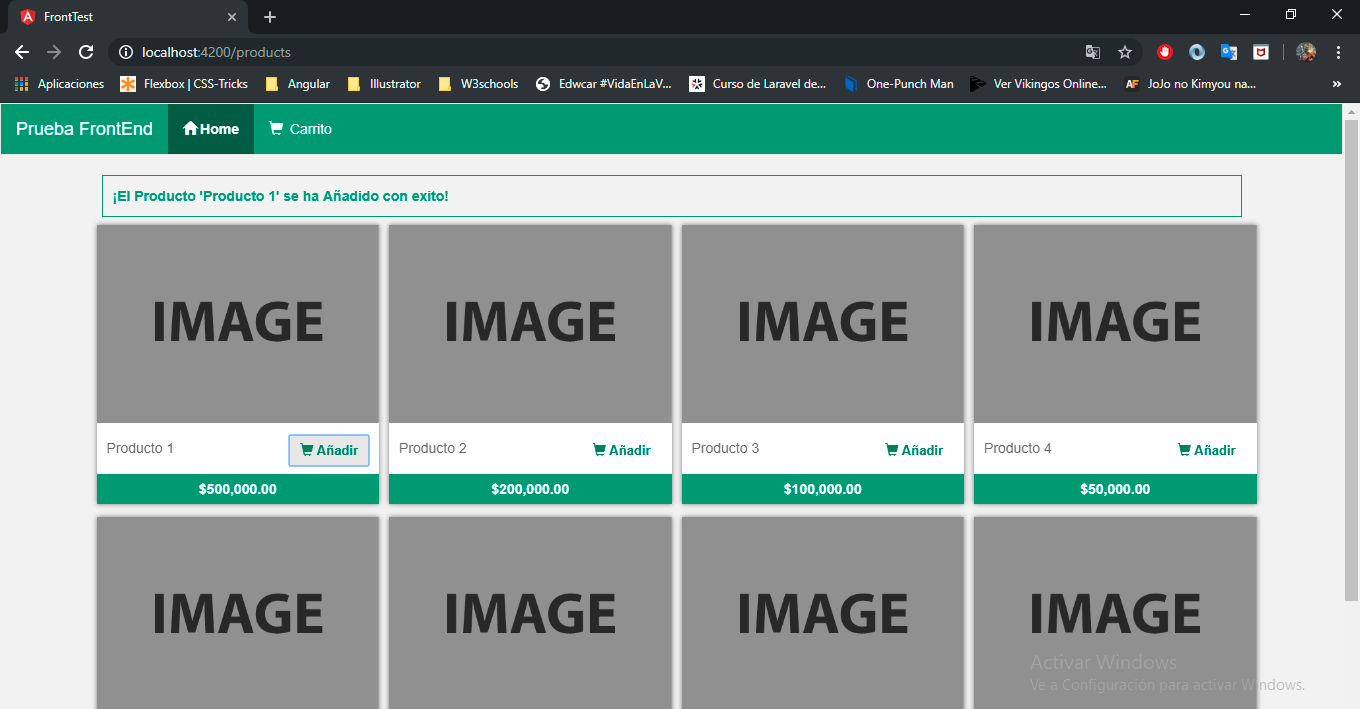 FrontTest
localhost:4200/products
Aplicaciones Flexbox | CSS-Tricks Angular Illustrator W3schools Edwcar #VidaEnLaV... Curso de Laravel de... One-Punch Man Ver Vikingos Online... AF JoJo no Kimyou na... »
Prueba FrontEnd Home Carrito
¡El Producto 'Producto 1' se ha Añadido con exito!
IMAGE IMAGE IMAGE IMAGE
Producto 1 Añadir Producto 2 Añadir Producto 3 Añadir Producto 4 Añadir
$500,000.00 $200,000.00 $100,000.00 $50,000.00
IMAGE IMAGE IMAGE IMAGE
Activar Windows
Ve a Configuración para activar Windows.